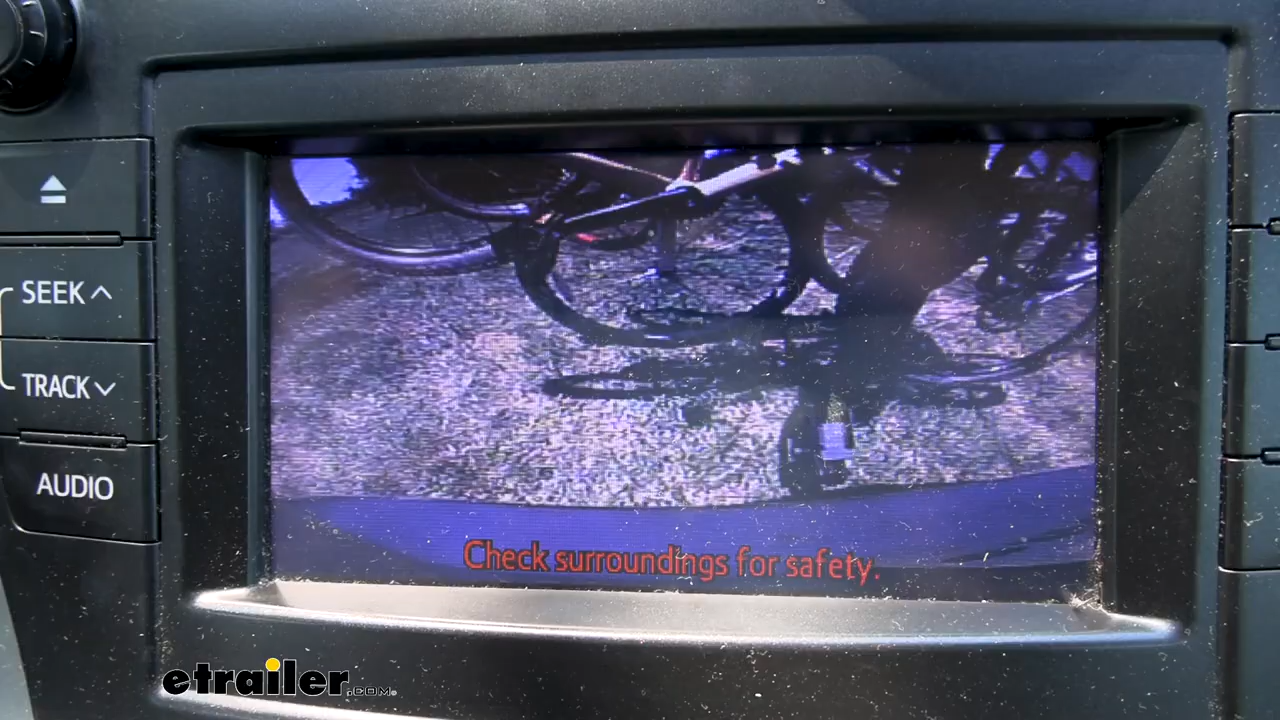 SEEK
TRACK
AUDIO
Check surroundings for safety.
etrailer.COM®